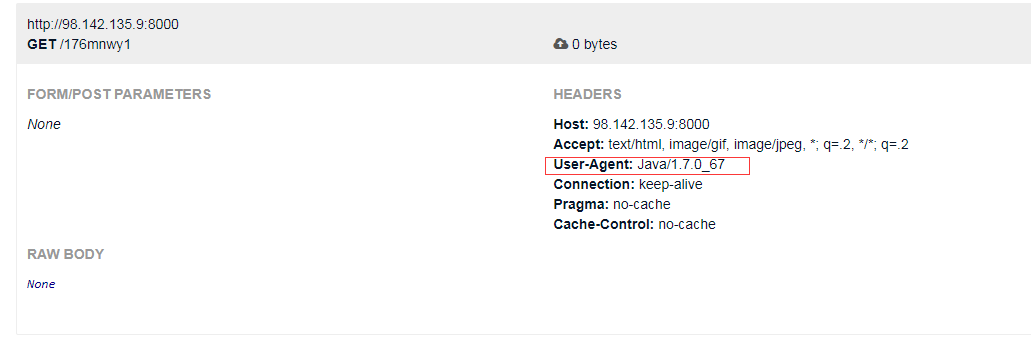 http://98.142.135.9:8000
GET /176mnwy1
0 bytes
FORM/POST PARAMETERS
None
HEADERS
Host: 98.142.135.9:8000
Accept: text/html, image/gif, image/jpeg, *; q=.2, */*; q=.2
User-Agent: Java/1.7.0_67
Connection: keep-alive
Pragma: no-cache
Cache-Control: no-cache
RAW BODY
None